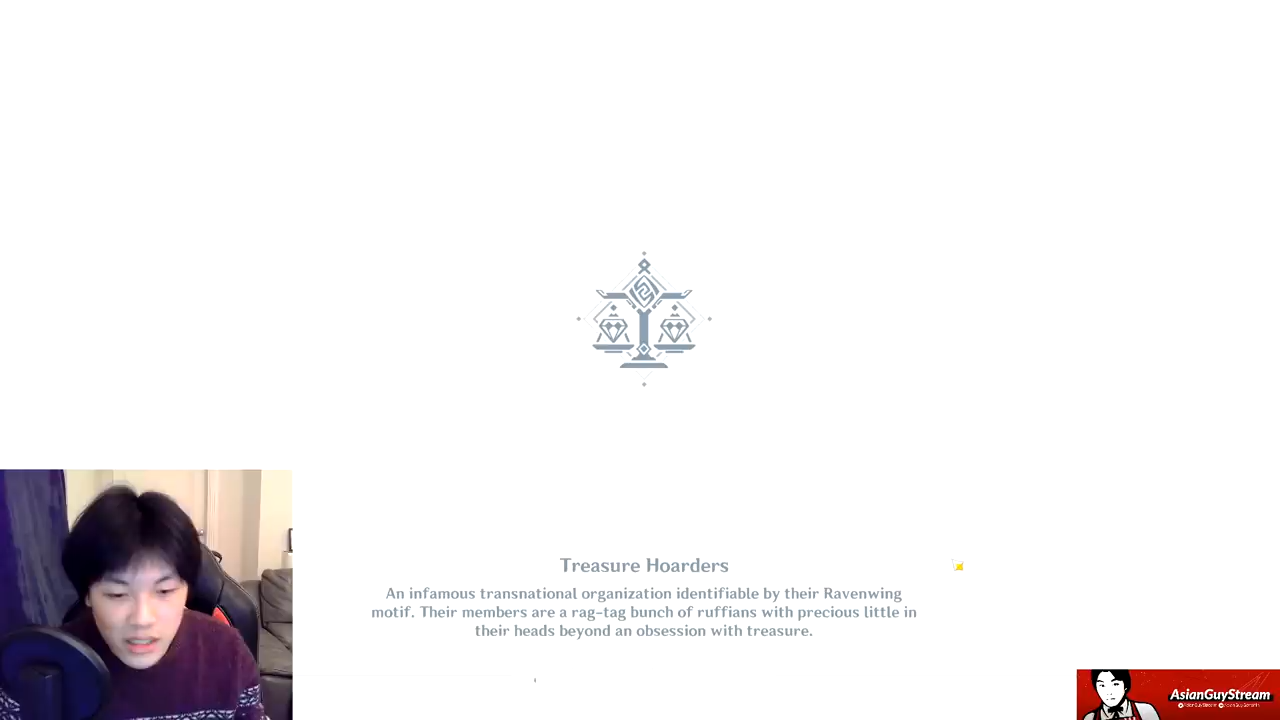 Treasure Hoarders
An infamous transnational organization identifiable by their Ravenwing
motif. Their members are a rag-tag bunch of ruffians with precious little in
their heads beyond an obsession with treasure.
AsianGuyStream